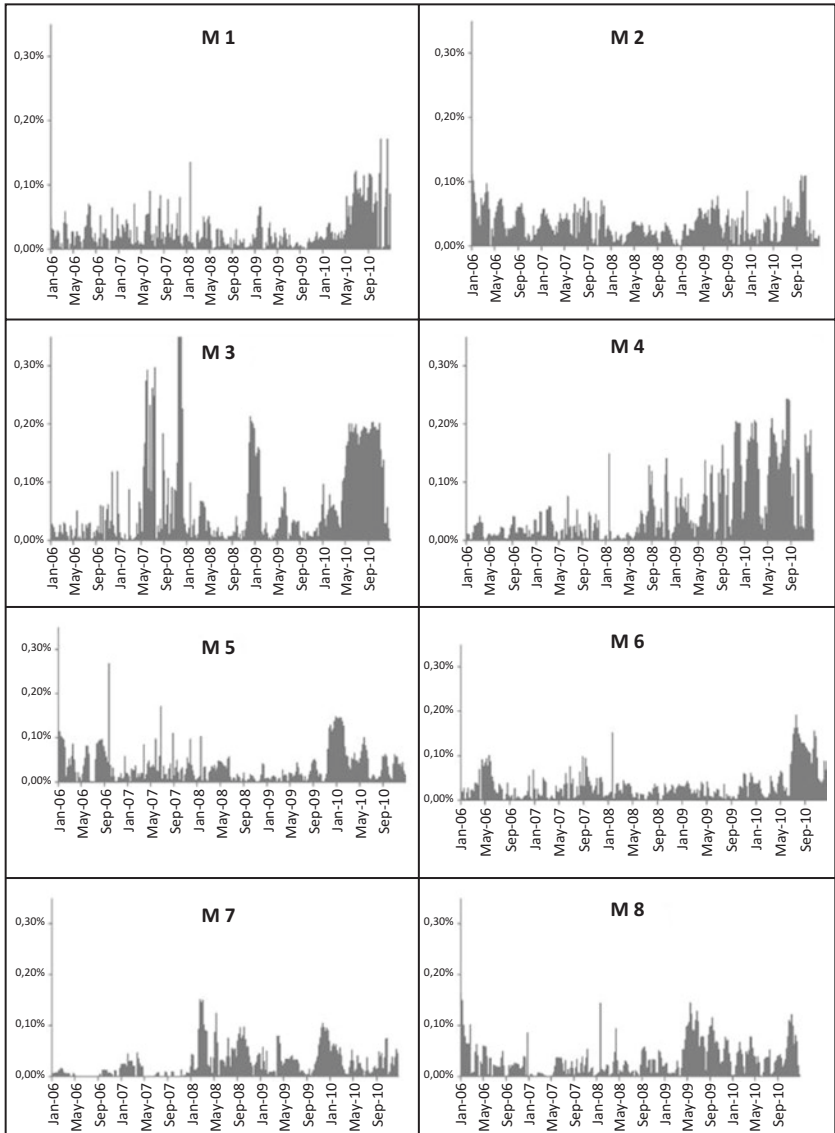 M 1
0,30%
0,20%
0,10%
0,00%
Jan-06
May-06
Sep-06
Jan-07
May-07
Sep-07
Jan-08
May-08
Sep-08
Jan-09
May-09
Sep-09
Jan-10
May-10
Sep-10
M 2
0,30%
0,20%
0,10%
0,00%
Jan-06
May-06
Sep-06
Jan-07
May-07
Sep-07
Jan-08
May-08
Sep-08
Jan-09
May-09
Sep-09
Jan-10
May-10
Sep-10
M 3
0,30%
0,20%
0,10%
0,00%
Jan-06
May-06
Sep-06
Jan-07
May-07
Sep-07
Jan-08
May-08
Sep-08
Jan-09
May-09
Sep-09
Jan-10
May-10
Sep-10
M 4
0,30%
0,20%
0,10%
0,00%
Jan-06
May-06
Sep-06
Jan-07
May-07
Sep-07
Jan-08
May-08
Sep-08
Jan-09
May-09
Sep-09
Jan-10
May-10
Sep-10
M 5
0,30%
0,20%
0,10%
0,00%
Jan-06
May-06
Sep-06
Jan-07
May-07
Sep-07
Jan-08
May-08
Sep-08
Jan-09
May-09
Sep-09
Jan-10
May-10
Sep-10
M 6
0,30%
0,20%
0,10%
0,00%
Jan-06
May-06
Sep-06
Jan-07
May-07
Sep-07
Jan-08
May-08
Sep-08
Jan-09
May-09
Sep-09
Jan-10
May-10
Sep-10
M 7
0,30%
0,20%
0,10%
0,00%
Jan-06
May-06
Sep-06
Jan-07
May-07
Sep-07
Jan-08
May-08
Sep-08
Jan-09
May-09
Sep-09
Jan-10
May-10
Sep-10
M 8
0,30%
0,20%
0,10%
0,00%
Jan-06
May-06
Sep-06
Jan-07
May-07
Sep-07
Jan-08
May-08
Sep-08
Jan-09
May-09
Sep-09
Jan-10
May-10
Sep-10